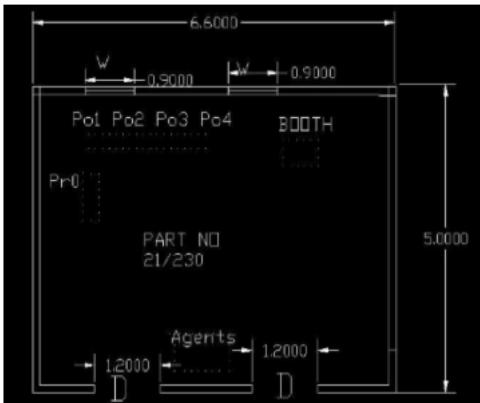 6.6000
W
0.9000
W
0.9000
Po1 Po2 Po3 Po4
BOOTH
Pr0
PART NO
21/230
5.0000
Agents
1.2000
1.2000
D
D